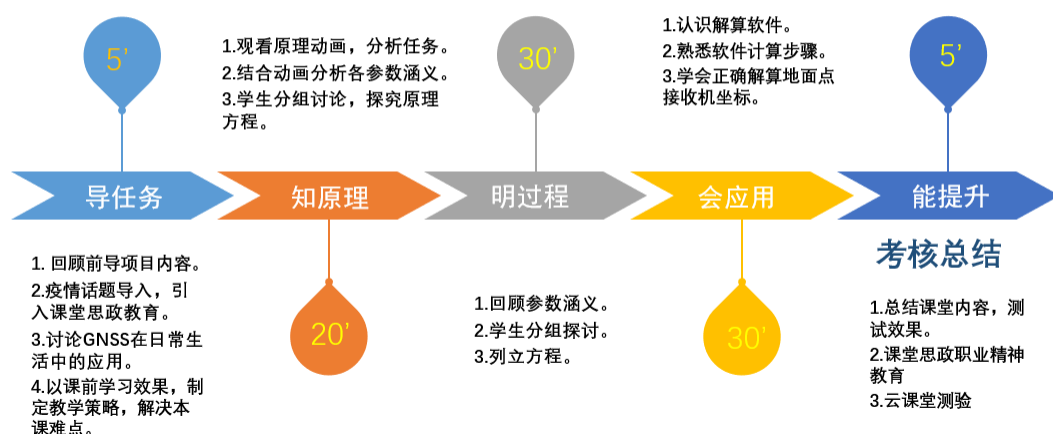 5’
1.观看原理动画，分析任务。
2.结合动画分析各参数涵义。
3.学生分组讨论，探究原理
方程。
30’
1.认识解算软件。
2.熟悉软件计算步骤。
3.学会正确解算地面点
接收机坐标。
5’
导任务
知原理
明过程
会应用
能提升
1. 回顾前导项目内容。
2.疫情话题导入，引
入课堂思政教育。
3.讨论GNSS在日常生
活中的应用。
4.以课前学习效果，制
定教学策略，解决本
课难点。
20’
1.回顾参数涵义。
2.学生分组探讨。
3.列立方程。
30’
考核总结
1.总结课堂内容，测
试效果。
2.课堂思政职业精神
教育
3.云课堂测验